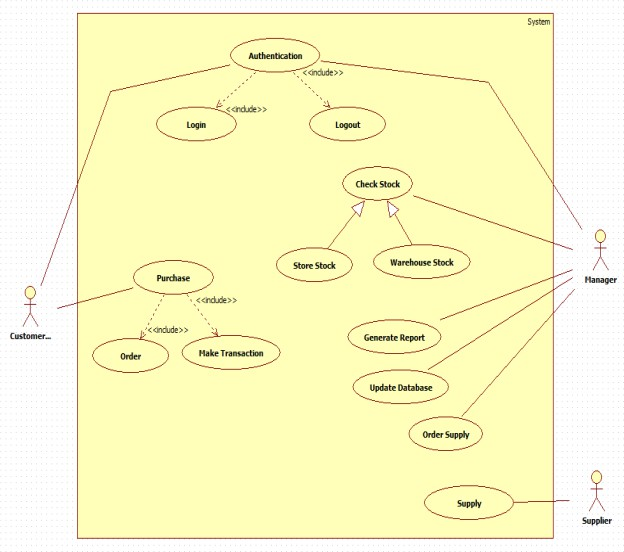 System
Authentication
<<include>>
<<include>>
Login
Logout
Check Stock
Store Stock
Warehouse Stock
Manager
Purchase
<<include>>
<<include>>
Customer...
Order
Make Transaction
Generate Report
Update Database
Order Supply
Supply
Supplier